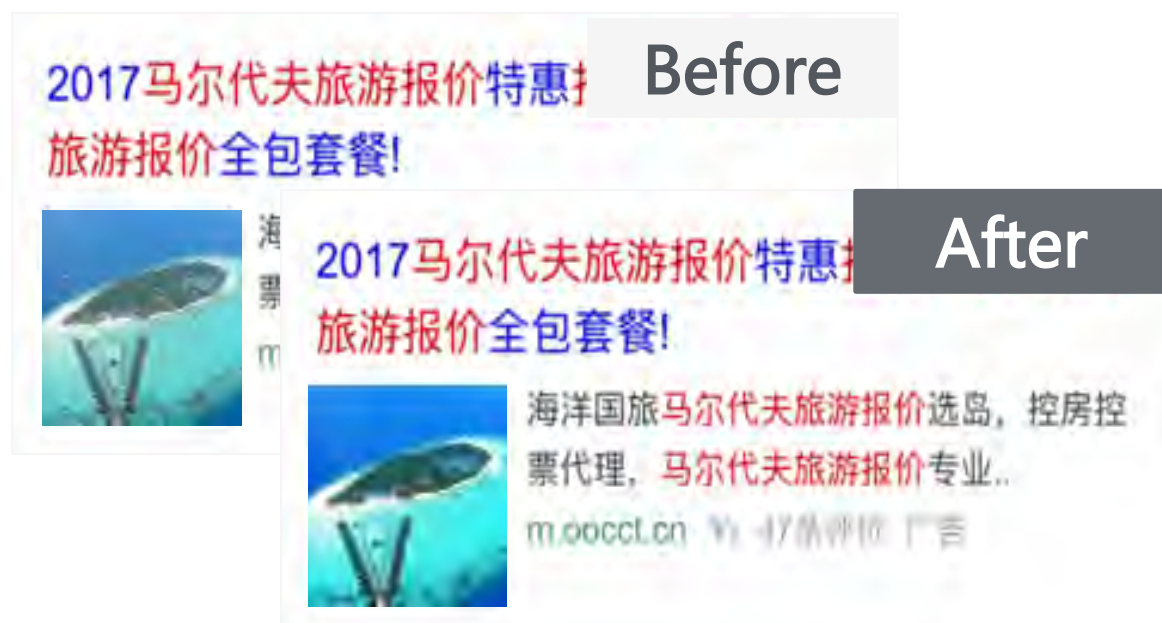 Before
2017马尔代夫旅游报价特惠
旅游报价全包套餐!
海
票
m
After
2017马尔代夫旅游报价特惠
旅游报价全包套餐!
海洋国旅马尔代夫旅游报价选岛，控房控
票代理，马尔代夫旅游报价专业..
m.oocct.cn 广告